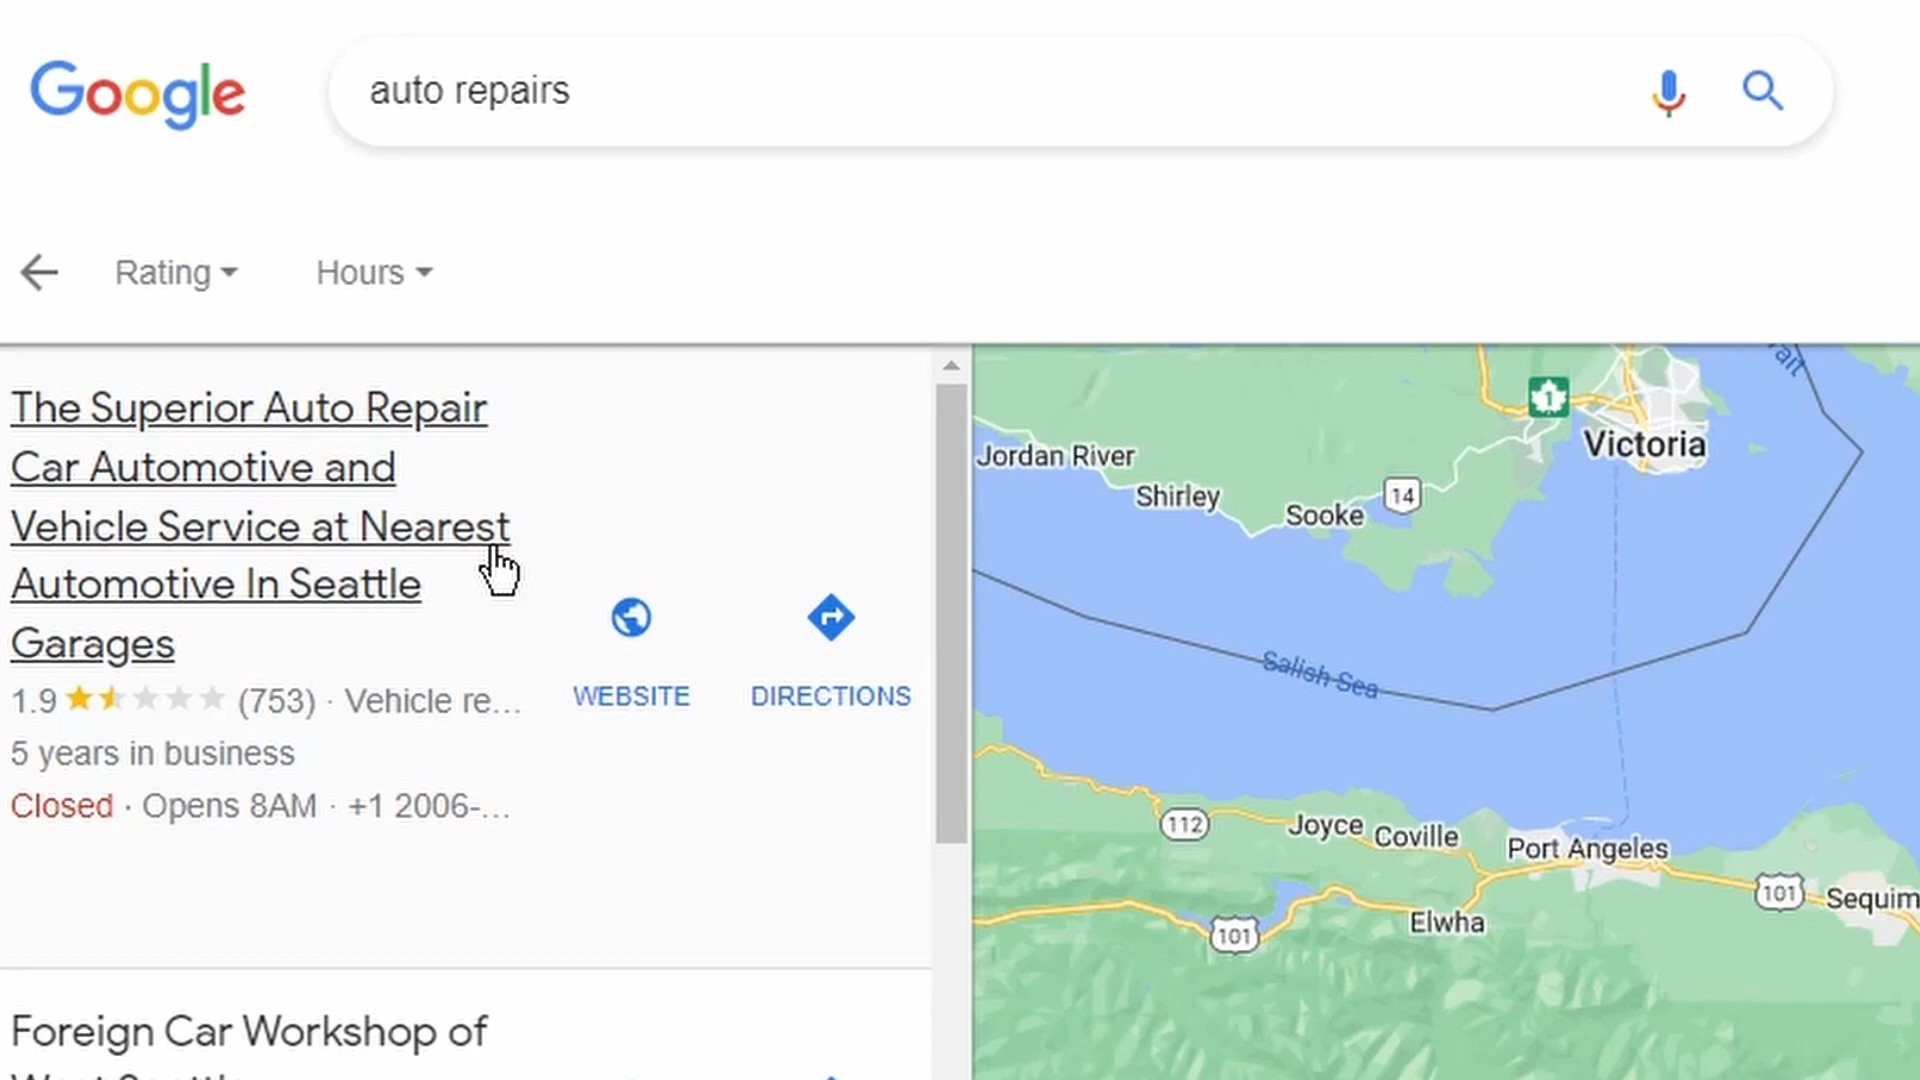 Google
auto repairs
Rating
Hours
The Superior Auto Repair
Car Automotive and
Vehicle Service at Nearest
Automotive In Seattle
Garages
1.9 (753) · Vehicle re...
5 years in business
Closed · Opens 8AM · +1 2006-...
WEBSITE
DIRECTIONS
Foreign Car Workshop of
1
Victoria
Jordan River
Shirley
Sooke
14
Salish Sea
112
Joyce
Coville
Port Angeles
101
Sequim
Elwha
101